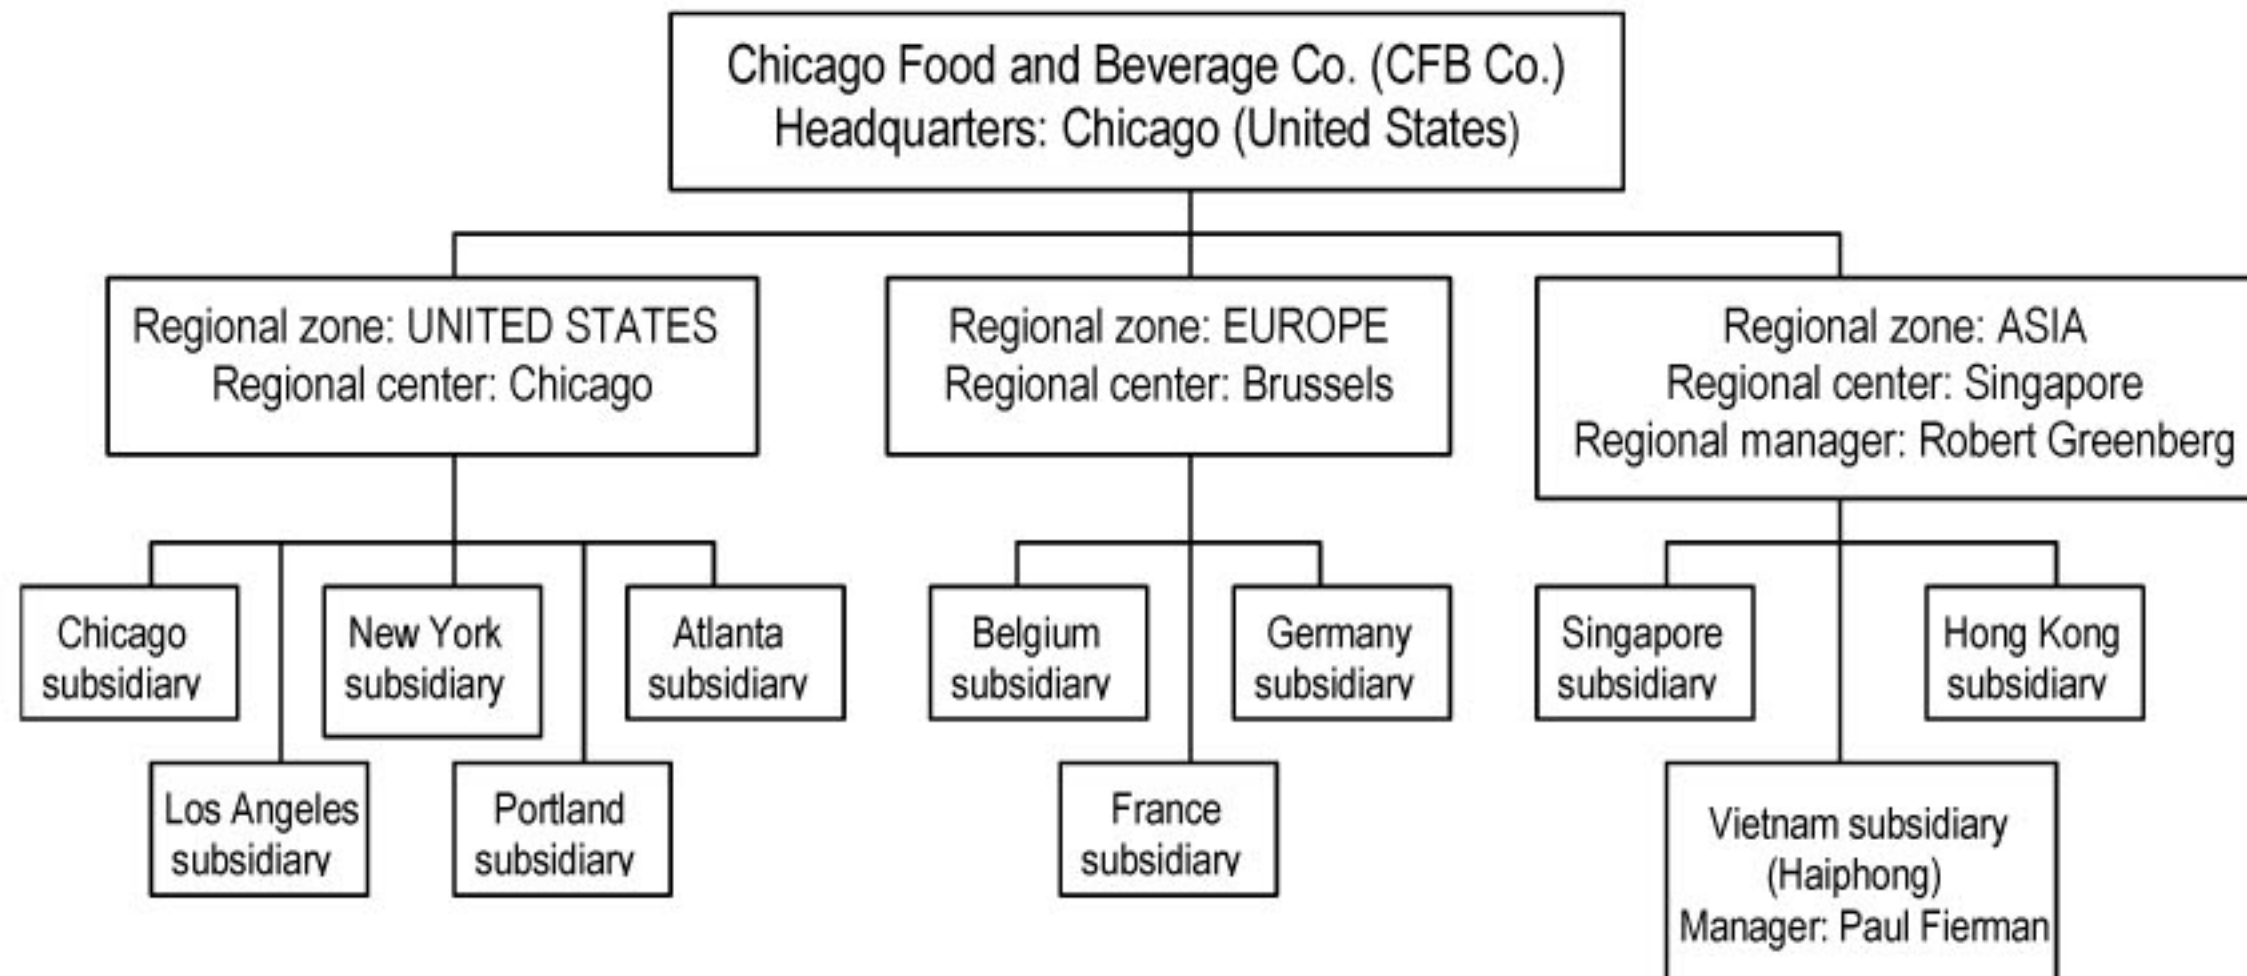 Chicago Food and Beverage Co. (CFB Co.)
Headquarters: Chicago (United States)
Regional zone: UNITED STATES
Regional center: Chicago
Regional zone: EUROPE
Regional center: Brussels
Regional zone: ASIA
Regional center: Singapore
Regional manager: Robert Greenberg
Chicago
subsidiary
New York
subsidiary
Atlanta
subsidiary
Belgium
subsidiary
Germany
subsidiary
Singapore
subsidiary
Hong Kong
subsidiary
Los Angeles
subsidiary
Portland
subsidiary
France
subsidiary
Vietnam subsidiary
(Haiphong)
Manager: Paul Fierman